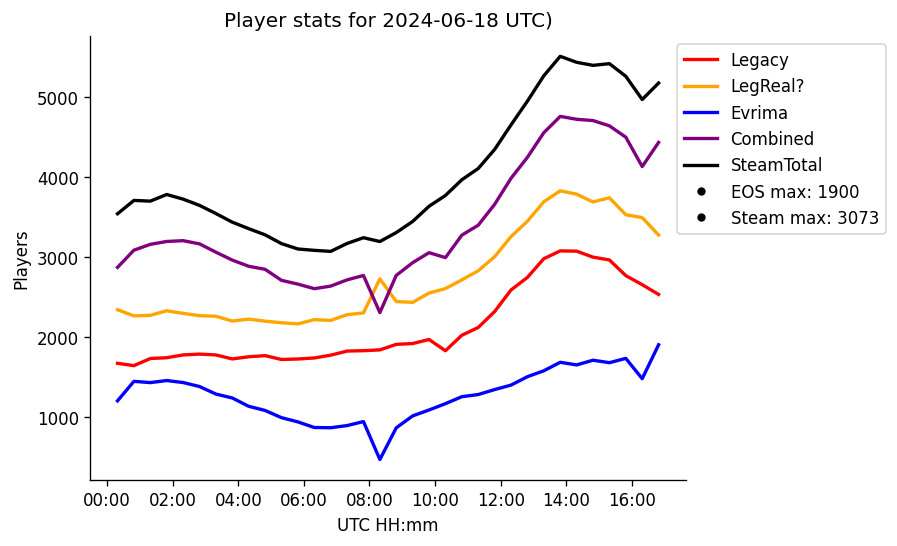 Player stats for 2024-06-18 UTC)
Players
5000
4000
3000
2000
1000
00:00 02:00 04:00 06:00 08:00 10:00 12:00 14:00 16:00
UTC HH:mm
Legacy
LegReal?
Evrima
Combined
SteamTotal
EOS max: 1900
Steam max: 3073